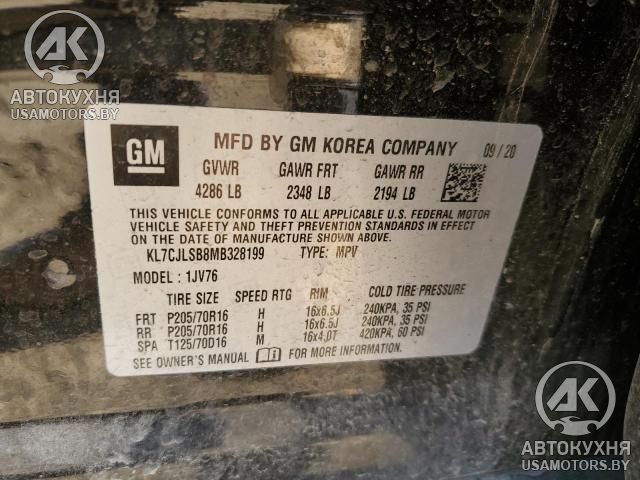 AK
АВТОКУХНЯ
USAMOTORS.BY
GM
MFD BY GM KOREA COMPANY 09/20
GVWR GAWR FRT GAWR RR
4286 LB 2348 LB 2194 LB
THIS VEHICLE CONFORMS TO ALL APPLICABLE U.S. FEDERAL MOTOR
VEHICLE SAFETY AND THEFT PREVENTION STANDARDS IN EFFECT
ON THE DATE OF MANUFACTURE SHOWN ABOVE.
KL7CJLSB8MB328199 TYPE: MPV
MODEL : 1JV76
TIRE SIZE SPEED RTG RIM COLD TIRE PRESSURE
FRT P205/70R16 H 16x6.5J 240KPA, 35 PSI
RR P205/70R16 H 16x6.5J 240KPA, 35 PSI
SPA T125/70D16 M 16x4.0T 420KPA, 60 PSI
SEE OWNER'S MANUAL FOR MORE INFORMATION.
AK
АВТОКУХНЯ
USAMOTORS.BY